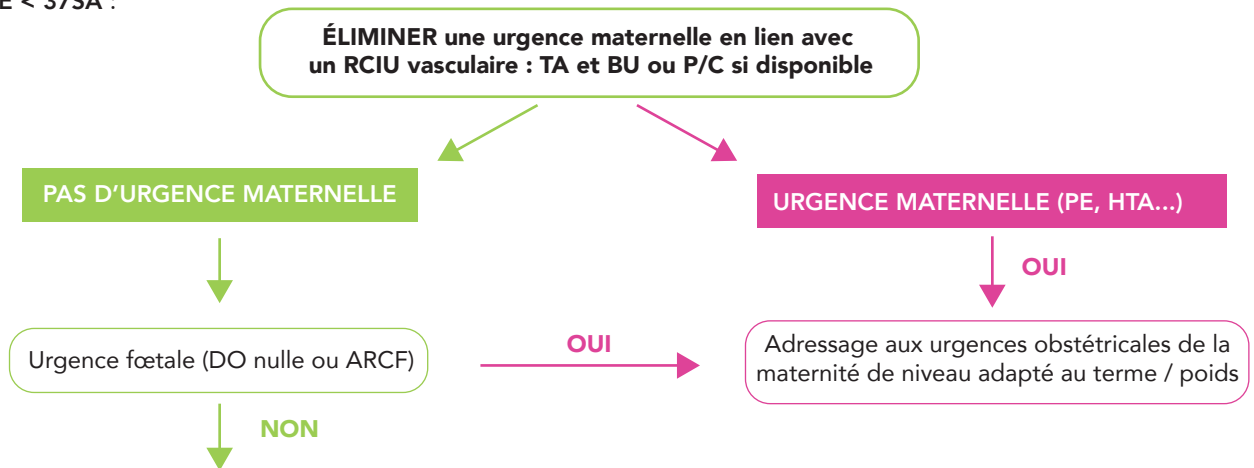 < 37SA :
ÉLIMINER une urgence maternelle en lien avec
un RCIU vasculaire : TA et BU ou P/C si disponible
PAS D'URGENCE MATERNELLE
URGENCE MATERNELLE (PE, HTA...)
OUI
Urgence fœtale (DO nulle ou ARCF)
OUI
Adressage aux urgences obstétricales de la
maternité de niveau adapté au terme / poids
NON